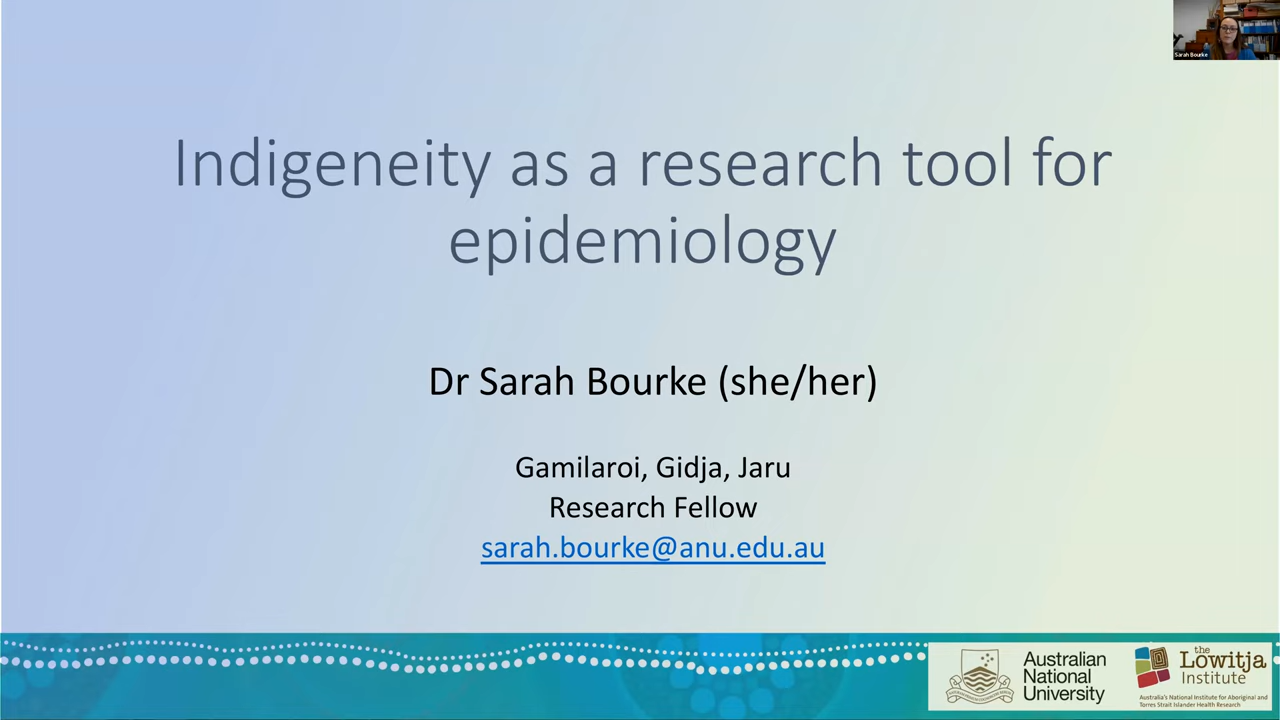 Sarah Bourke
Indigeneity as a research tool for
epidemiology
Dr Sarah Bourke (she/her)
Gamilaroi, Gidja, Jaru
Research Fellow
sarah.bourke@anu.edu.au
Australian
National
University
the
Lowitja
Institute
Australia's National Institute for Aboriginal and
Torres Strait Islander Health Research